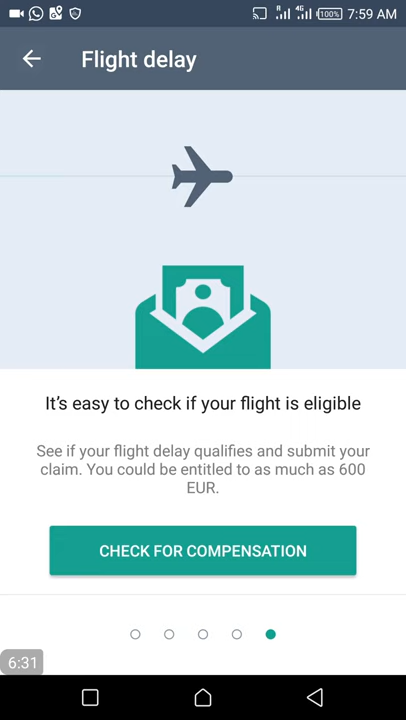 4G 100% 7:59 AM
Flight delay
It's easy to check if your flight is eligible
See if your flight delay qualifies and submit your
claim. You could be entitled to as much as 600
EUR.
CHECK FOR COMPENSATION
6:31